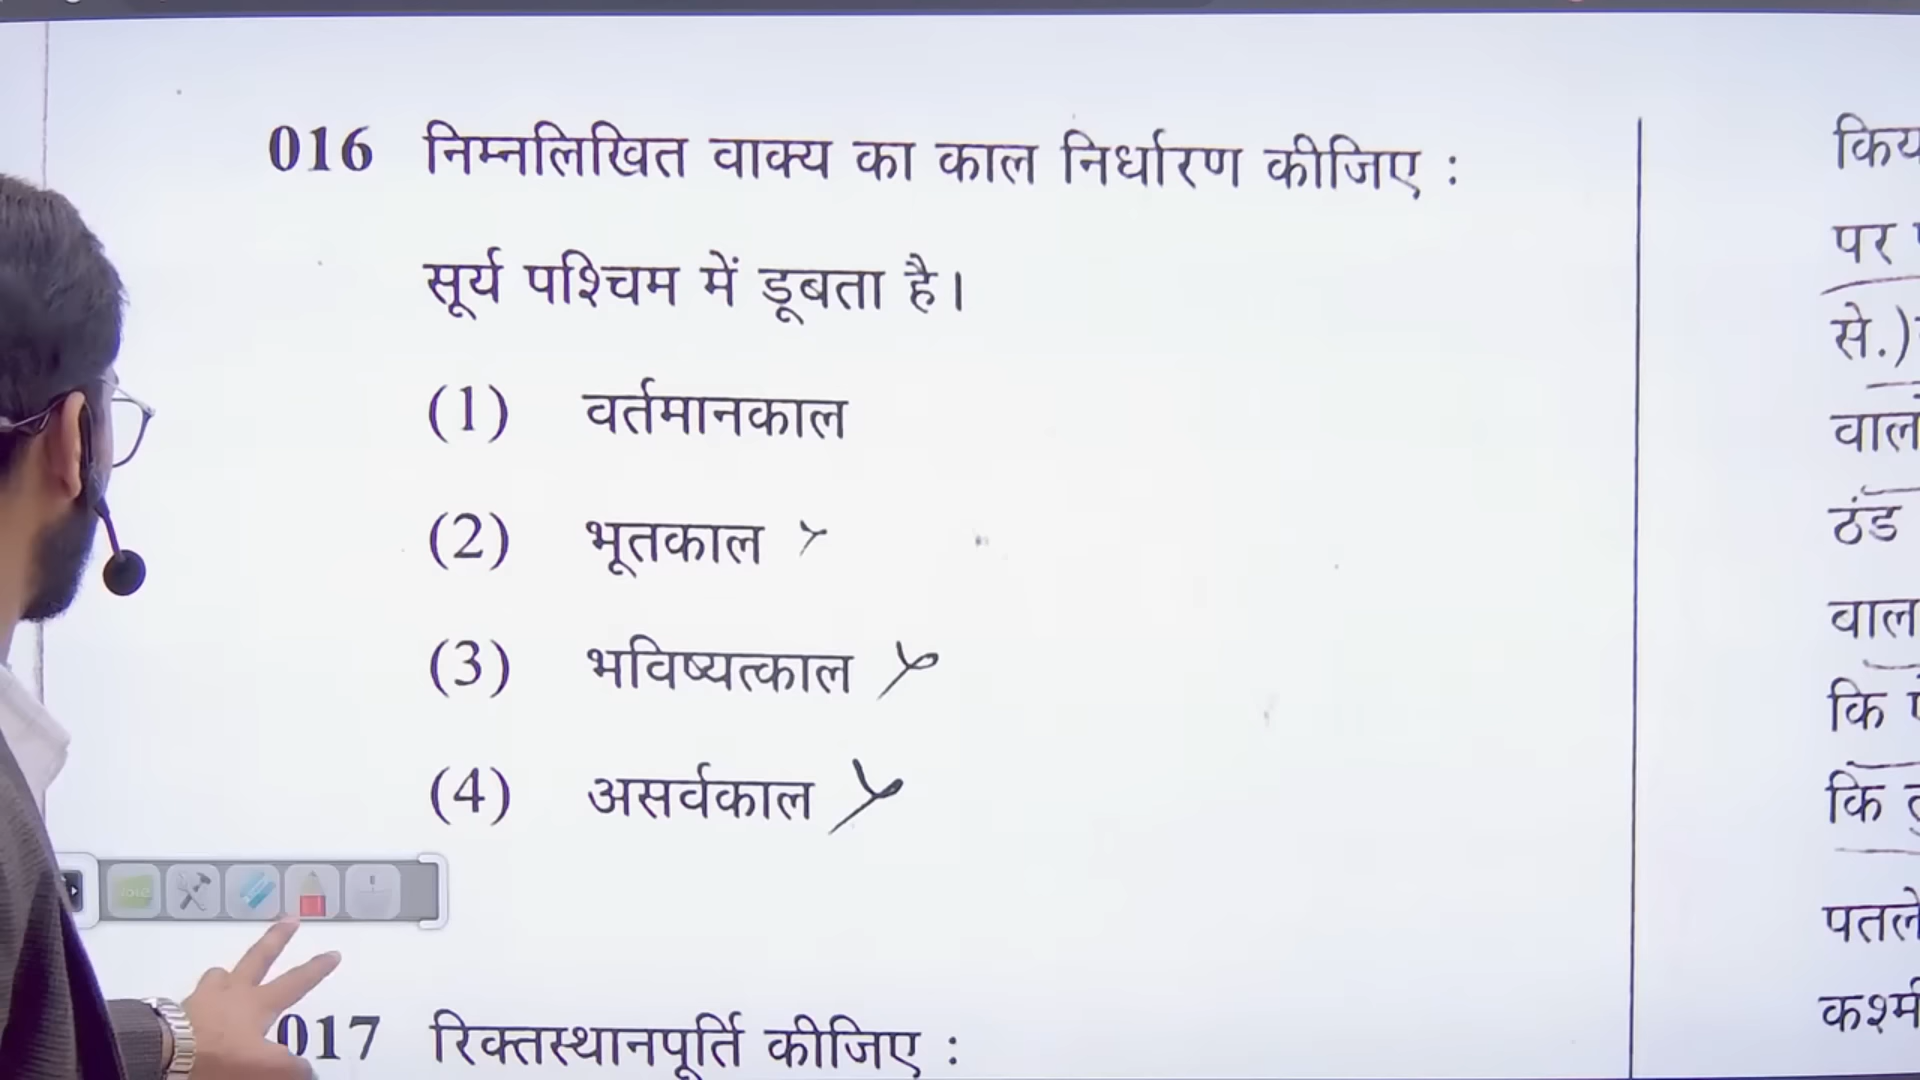 016 निम्नलिखित वाक्य का काल निर्धारण कीजिए :
सूर्य पश्चिम में डूबता है।
(1) वर्तमानकाल
(2) भूतकाल
(3) भविष्यत्काल
(4) असर्वकाल
017 रिक्तस्थानपूर्ति कीजिए :
पर
से.)
वाल
ठंड
वाल
कि
कि
पतले